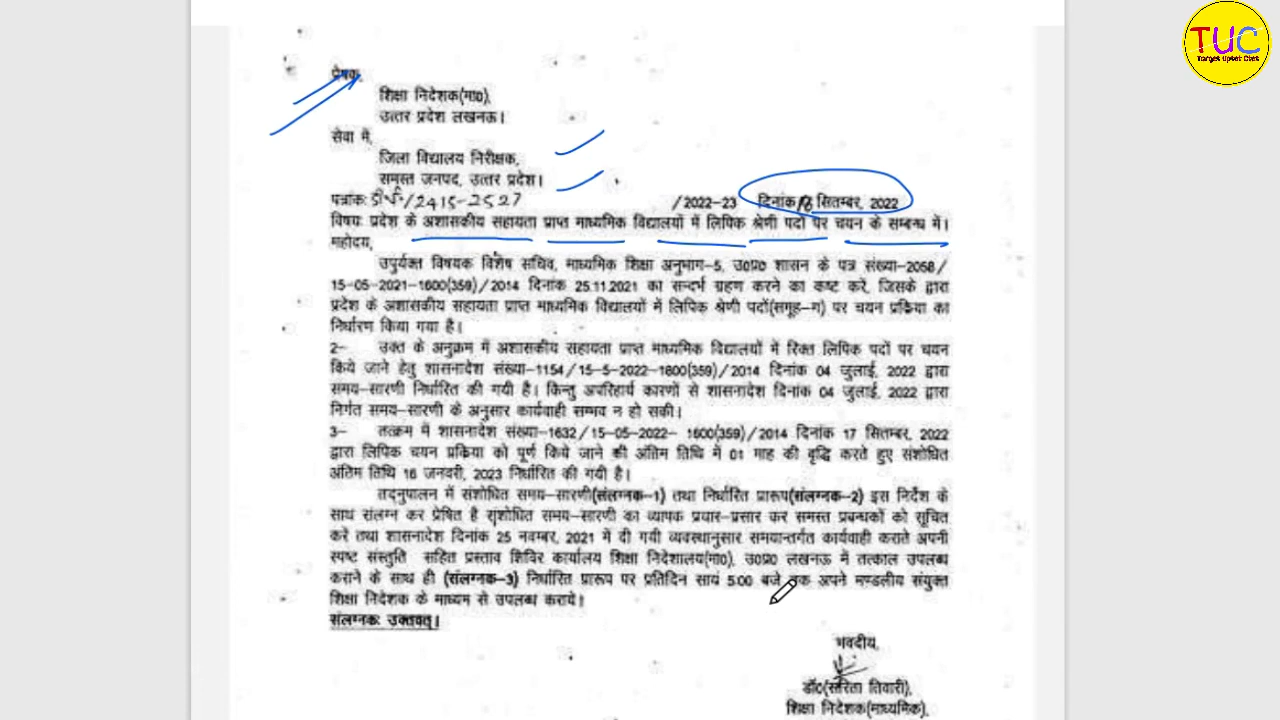 TUC
Target Uptet Ctet
प्रेषक,
शिक्षा निदेशक(मा0),
उत्तर प्रदेश लखनऊ।
सेवा में,
जिला विद्यालय निरीक्षक,
समस्त जनपद, उत्तर प्रदेश।
पत्रांक: /2415-2527 /2022-23 दिनांक 18 सितम्बर, 2022
विषय: प्रदेश के अशासकीय सहायता प्राप्त माध्यमिक विद्यालयों में लिपिक श्रेणी पदों पर चयन के सम्बन्ध में।
महोदय,
उपुर्यक्त विषयक विशेष सचिव, माध्यमिक शिक्षा अनुभाग-5, उ0प्र0 शासन के पत्र संख्या-2058/
15-05-2021-1600(359)/2014 दिनांक 25.11.2021 का सन्दर्भ ग्रहण करने का कष्ट करें, जिसके द्वारा
प्रदेश के अशासकीय सहायता प्राप्त माध्यमिक विद्यालयों में लिपिक श्रेणी पदों(समूह-ग) पर चयन प्रक्रिया का
निर्धारण किया गया है।
2- उक्त के अनुक्रम में अशासकीय सहायता प्राप्त माध्यमिक विद्यालयों में रिक्त लिपिक पदों पर चयन
किये जाने हेतु शासनादेश संख्या-1154/15-5-2022-1600(359)/2014 दिनांक 04 जुलाई, 2022 द्वारा
समय-सारणी निर्धारित की गयी है। किन्तु अपरिहार्य कारणों से शासनादेश दिनांक 04 जुलाई, 2022 द्वारा
निर्गत समय-सारणी के अनुसार कार्यवाही सम्भव न हो सकी।
3- तत्क्रम में शासनादेश संख्या-1632/15-05-2022- 1600(359)/2014 दिनांक 17 सितम्बर, 2022
द्वारा लिपिक चयन प्रक्रिया को पूर्ण किये जाने की अंतिम तिथि में 01 माह की वृद्धि करते हुए संशोधित
अंतिम तिथि 16 जनवरी, 2023 निर्धारित की गयी है।
तद्नुपालन में संशोधित समय-सारणी(संलग्नक-1) तथा निर्धारित प्रारूप(संलग्नक-2) इस निर्देश के
साथ संलग्न कर प्रेषित है संशोधित समय-सारणी का व्यापक प्रचार-प्रसार कर समस्त प्रबन्धकों को सूचित
करें तथा शासनादेश दिनांक 25 नवम्बर, 2021 में दी गयी व्यवस्थानुसार समयान्तर्गत कार्यवाही कराते अपनी
स्पष्ट संस्तुति सहित प्रस्ताव शिविर कार्यालय शिक्षा निदेशालय(मा0), उ0प्र0 लखनऊ में तत्काल उपलब्ध
कराने के साथ ही (संलग्नक-3) निर्धारित प्रारूप पर प्रतिदिन सायं 5:00 बजे तक अपने मण्डलीय संयुक्त
शिक्षा निदेशक के माध्यम से उपलब्ध करायें।
संलग्नक: उक्तवत्।
भवदीय,
डॉ0(सरिता तिवारी),
शिक्षा निदेशक(माध्यमिक),